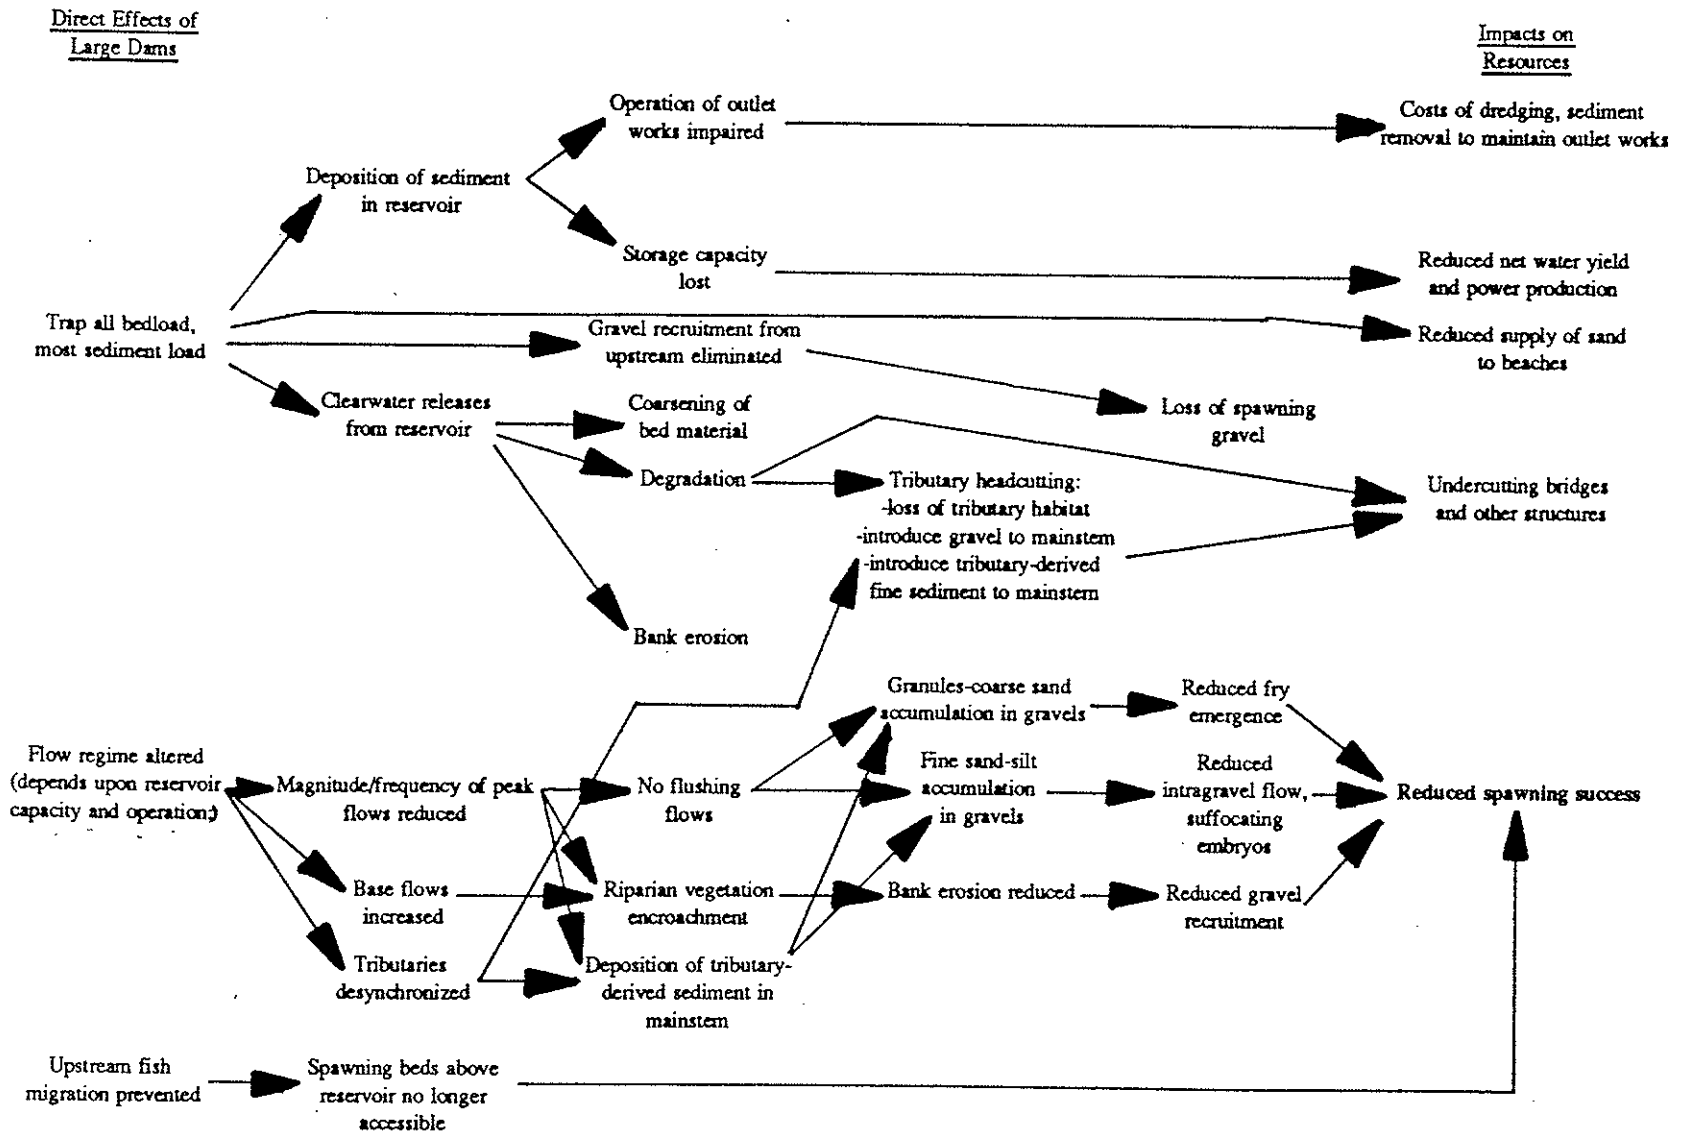 Direct Effects of
Large Dams
Impacts on
Resources
Operation of outlet
works impaired
Costs of dredging, sediment
removal to maintain outlet works
Deposition of sediment
in reservoir
Storage capacity
lost
Reduced net water yield
and power production
Trap all bedload,
most sediment load
Gravel recruitment from
upstream eliminated
Reduced supply of sand
to beaches
Clearwater releases
from reservoir
Coarsening of
bed material
Loss of spawning
gravel
Degradation
Tributary headcutting:
-loss of tributary habitat
-introduce gravel to mainstem
-introduce tributary-derived
fine sediment to mainstem
Undercutting bridges
and other structures
Bank erosion
Granules-coarse sand
accumulation in gravels
Reduced fry
emergence
Flow regime altered
(depends upon reservoir
capacity and operation;)
Magnitude/frequency of peak
flows reduced
No flushing
flows
Fine sand-silt
accumulation
in gravels
Reduced
intragravel flow,
suffocating
embryos
Reduced spawning success
Base flows
increased
Riparian vegetation
encroachment
Bank erosion reduced
Reduced gravel
recruitment
Tributaries
desynchronized
Deposition of tributary-
derived sediment in
mainstem
Upstream fish
migration prevented
Spawning beds above
reservoir no longer
accessible